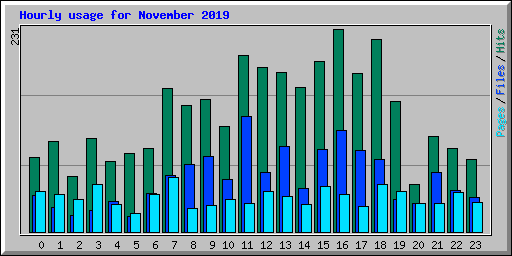 Hourly usage for November 2019
231
Pages / Files / Hits
0 1 2 3 4 5 6 7 8 9 10 11 12 13 14 15 16 17 18 19 20 21 22 23